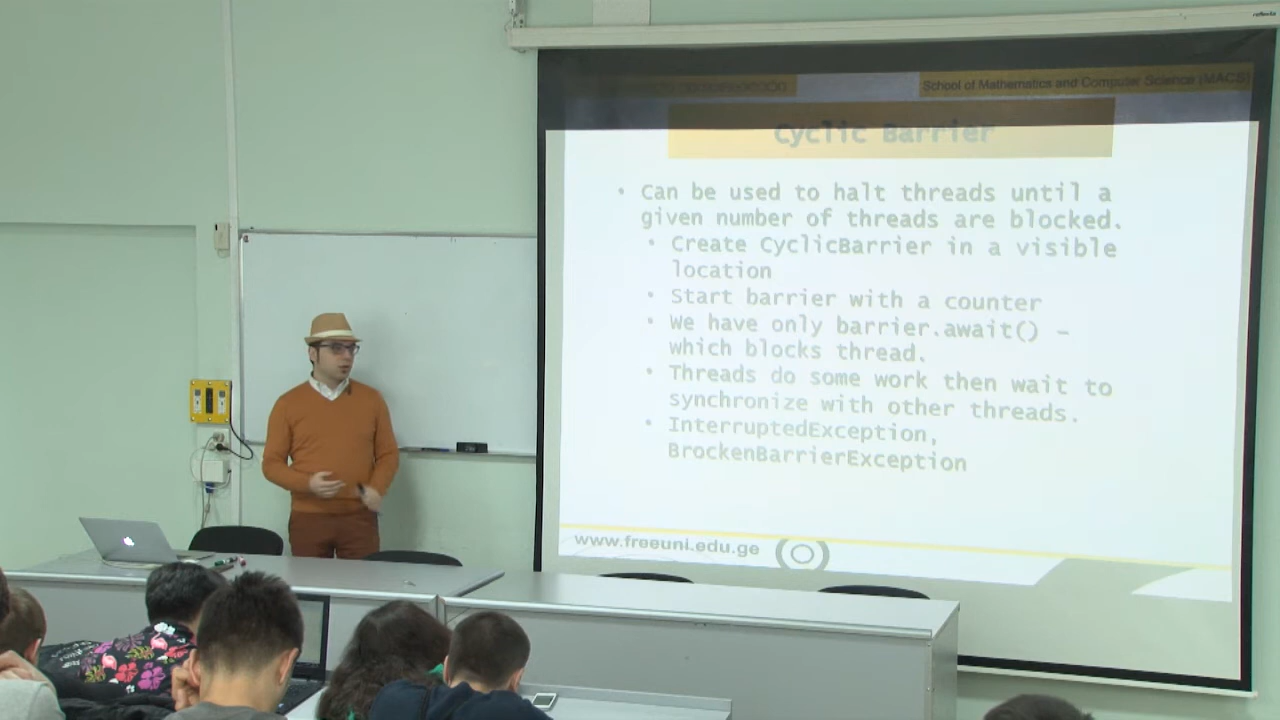 School of Mathematics and Computer Science (MACS)
Cyclic Barrier
• Can be used to halt threads until a
given number of threads are blocked.
• Create CyclicBarrier in a visible
location
• Start barrier with a counter
• We have only barrier.await() –
which blocks thread.
• Threads do some work then wait to
synchronize with other threads.
• InterruptedException,
BrockenBarrierException
www.freeuni.edu.ge